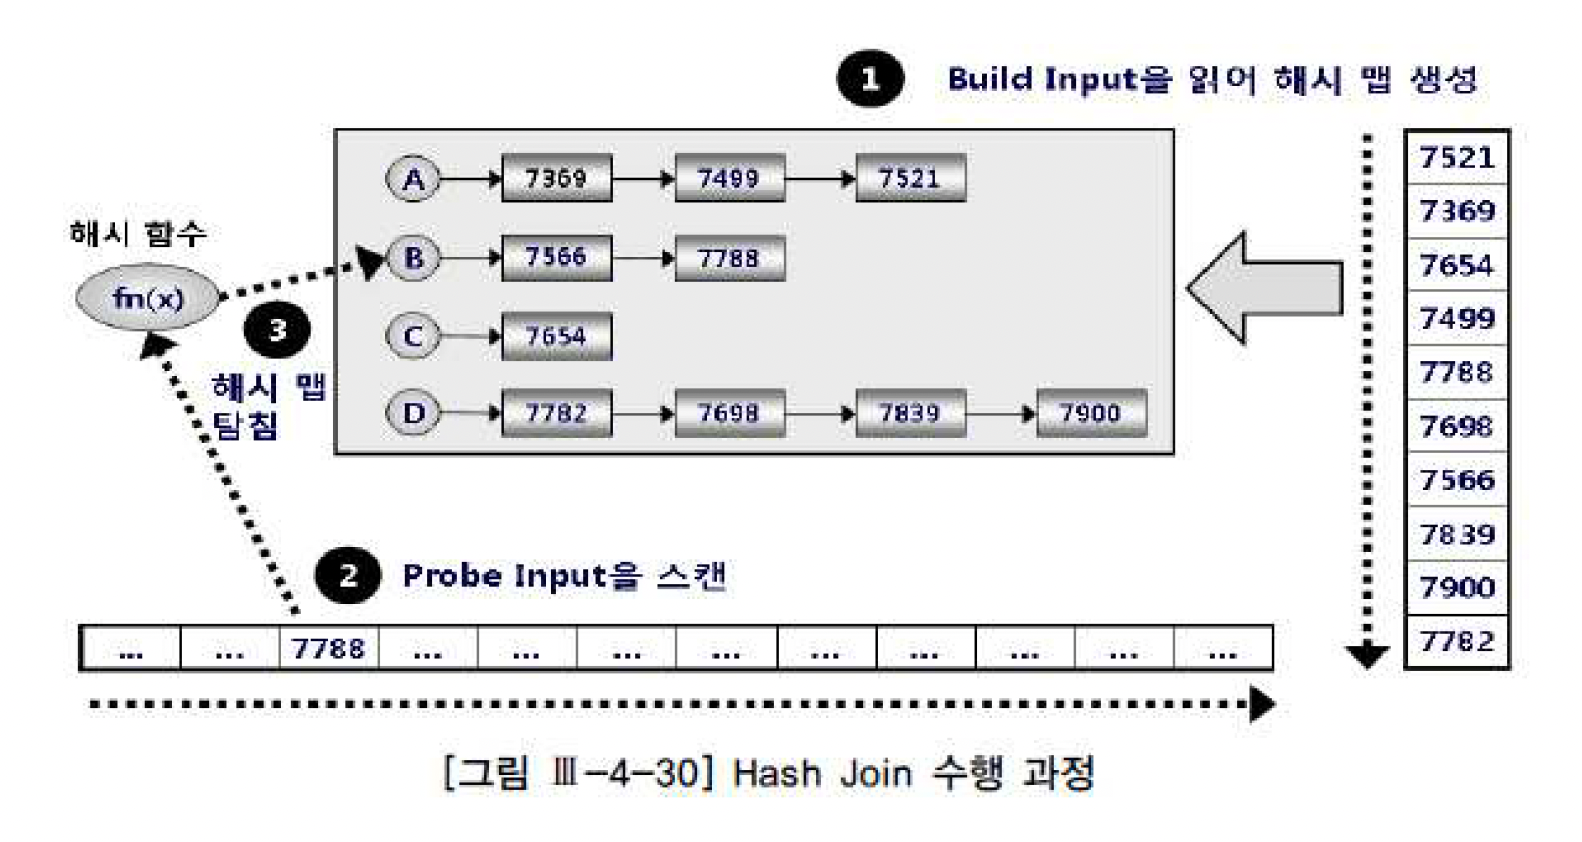 1 Build Input을 읽어 해시 맵 생성
A 7369 7499 7521
B 7566 7788
C 7654
D 7782 7698 7839 7900
해시 함수
fn(x)
3
해시 맵
탐침
7521
7369
7654
7499
7788
7698
7566
7839
7900
7782
2 Probe Input을 스캔
... ... 7788 ... ... ... ... ... ... ... ... ...
[그림 Ⅲ-4-30] Hash Join 수행 과정